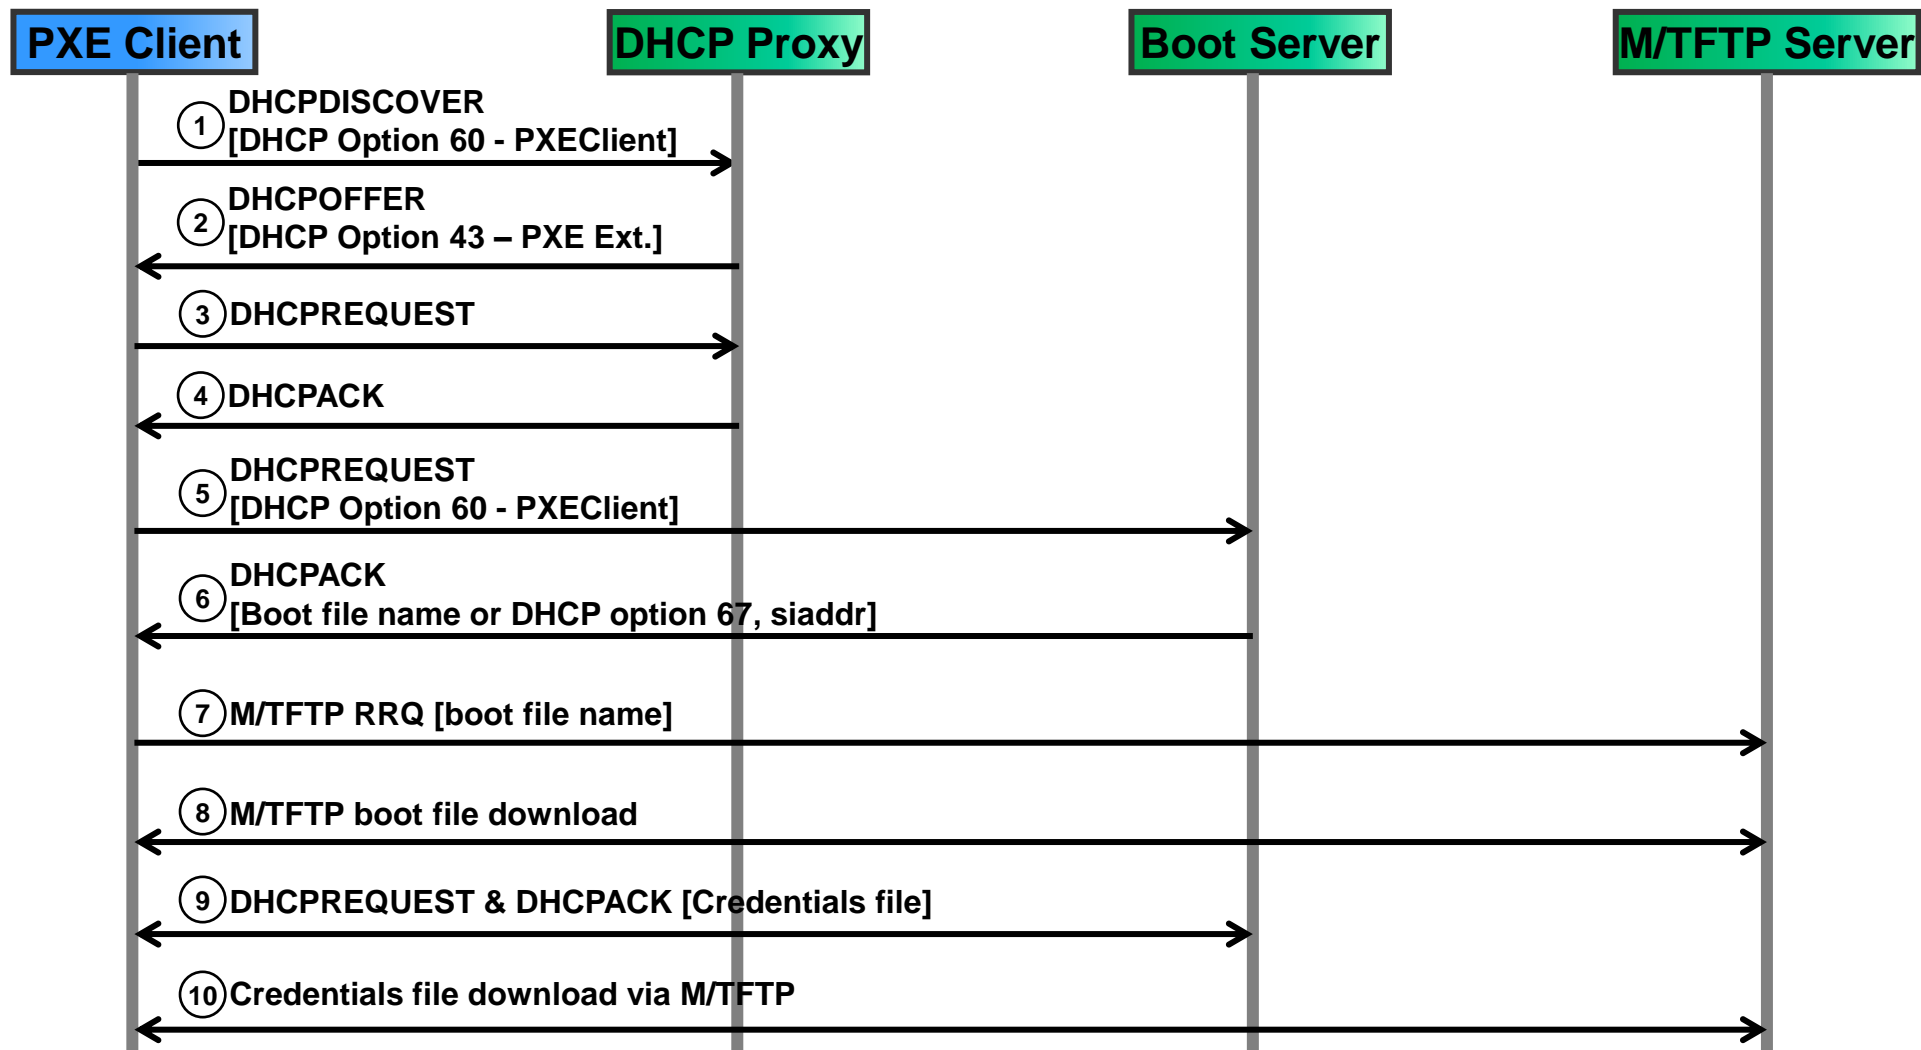 PXE Client
DHCP Proxy
Boot Server
M/TFTP Server
1
DHCPDISCOVER
[DHCP Option 60 - PXEClient]
2
DHCPOFFER
[DHCP Option 43 – PXE Ext.]
3
DHCPREQUEST
4
DHCPACK
5
DHCPREQUEST
[DHCP Option 60 - PXEClient]
6
DHCPACK
[Boot file name or DHCP option 67, siaddr]
7
M/TFTP RRQ [boot file name]
8
M/TFTP boot file download
9
DHCPREQUEST & DHCPACK [Credentials file]
10
Credentials file download via M/TFTP